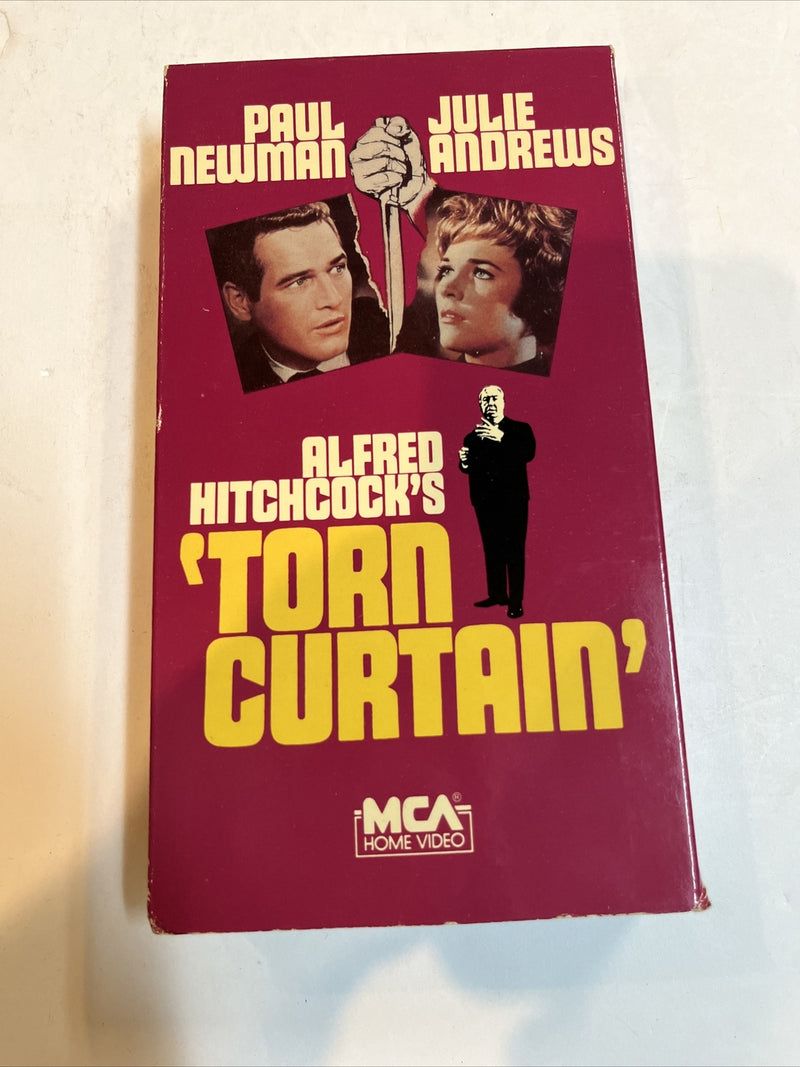 PAUL
NEWMAN
JULIE
ANDREWS
ALFRED
HITCHCOCK'S
'TORN
CURTAIN'
MCA®
HOME VIDEO